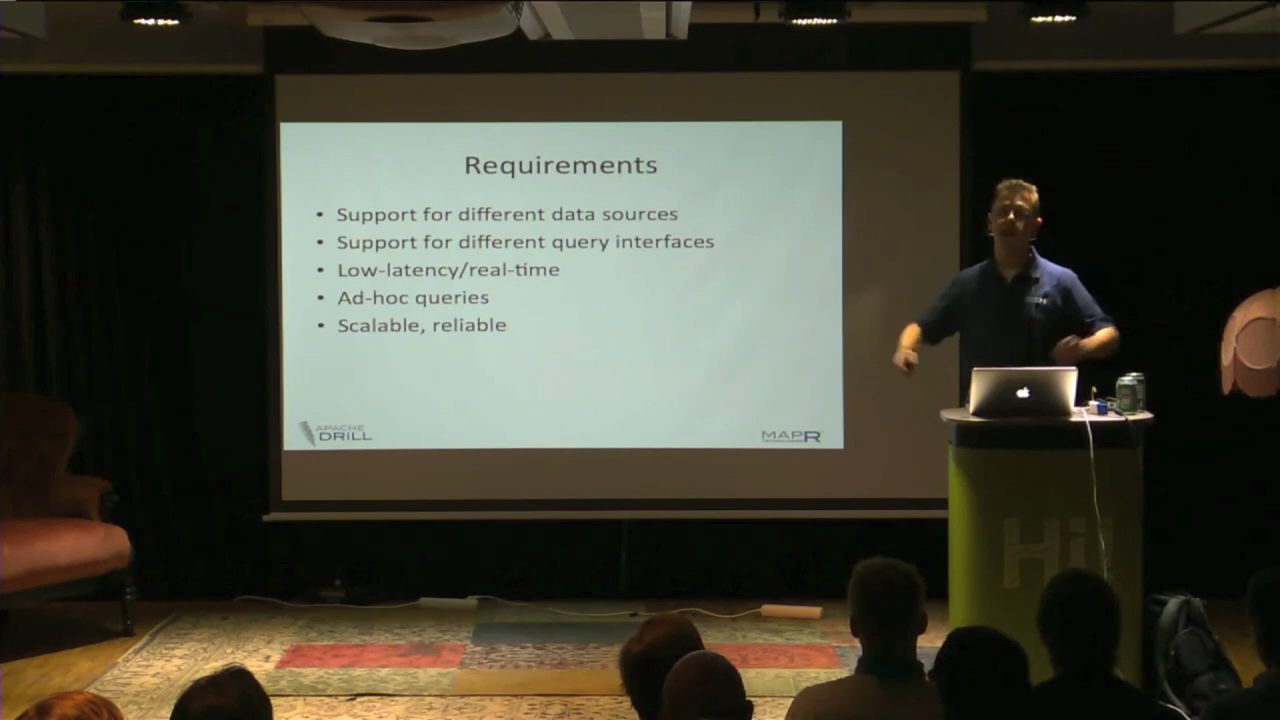 Requirements
• Support for different data sources
• Support for different query interfaces
• Low-latency/real-time
• Ad-hoc queries
• Scalable, reliable
APACHE
DRILL
MAPR
Hi!